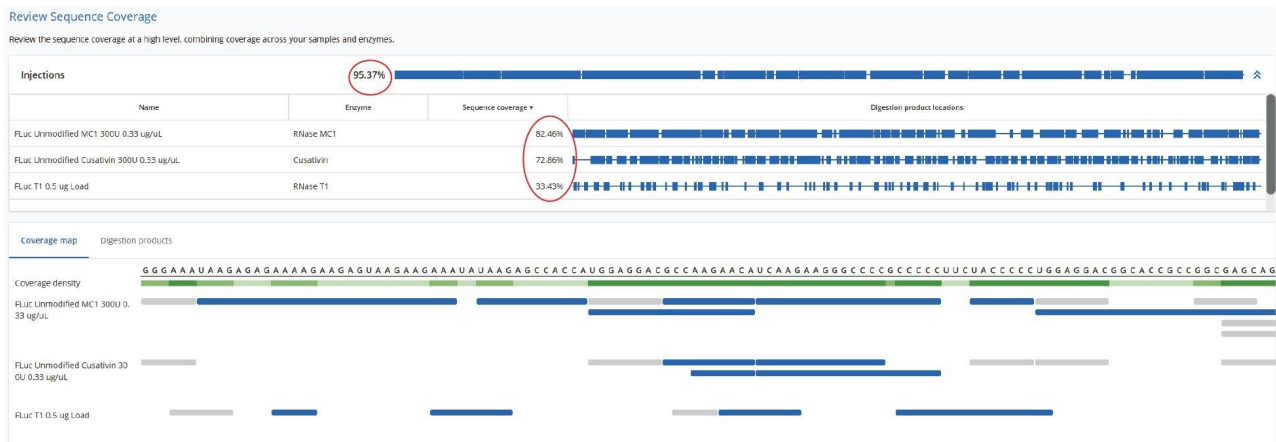 Review Sequence Coverage
Review the sequence coverage at a high level, combining coverage across your samples and enzymes.
Injections 95.37%
Name Enzyme Sequence coverage ▾ Digestion product locations
FLuc Unmodified MC1 300U 0.33 ug/uL RNase MC1 82.46%
FLuc Unmodified Cusativin 300U 0.33 ug/uL Cusativin 72.86%
FLuc T1 0.5 ug Load RNase T1 33.43%
Coverage map Digestion products
G G G A A A U A A G A G A G A A A A G A A G A G U A A G A A G A A A U A U A A G A G C C A C C A U G G A G G A C G C C A A G A A C A U C A A G A A G G G C C C C G C C C C C U U C U A C C C C C U G G A G G A C G G C A C C G C C G G C G A G C A G
Coverage density
FLuc Unmodified MC1 300U 0.
33 ug/uL
FLuc Unmodified Cusativin 30
0U 0.33 ug/uL
FLuc T1 0.5 ug Load